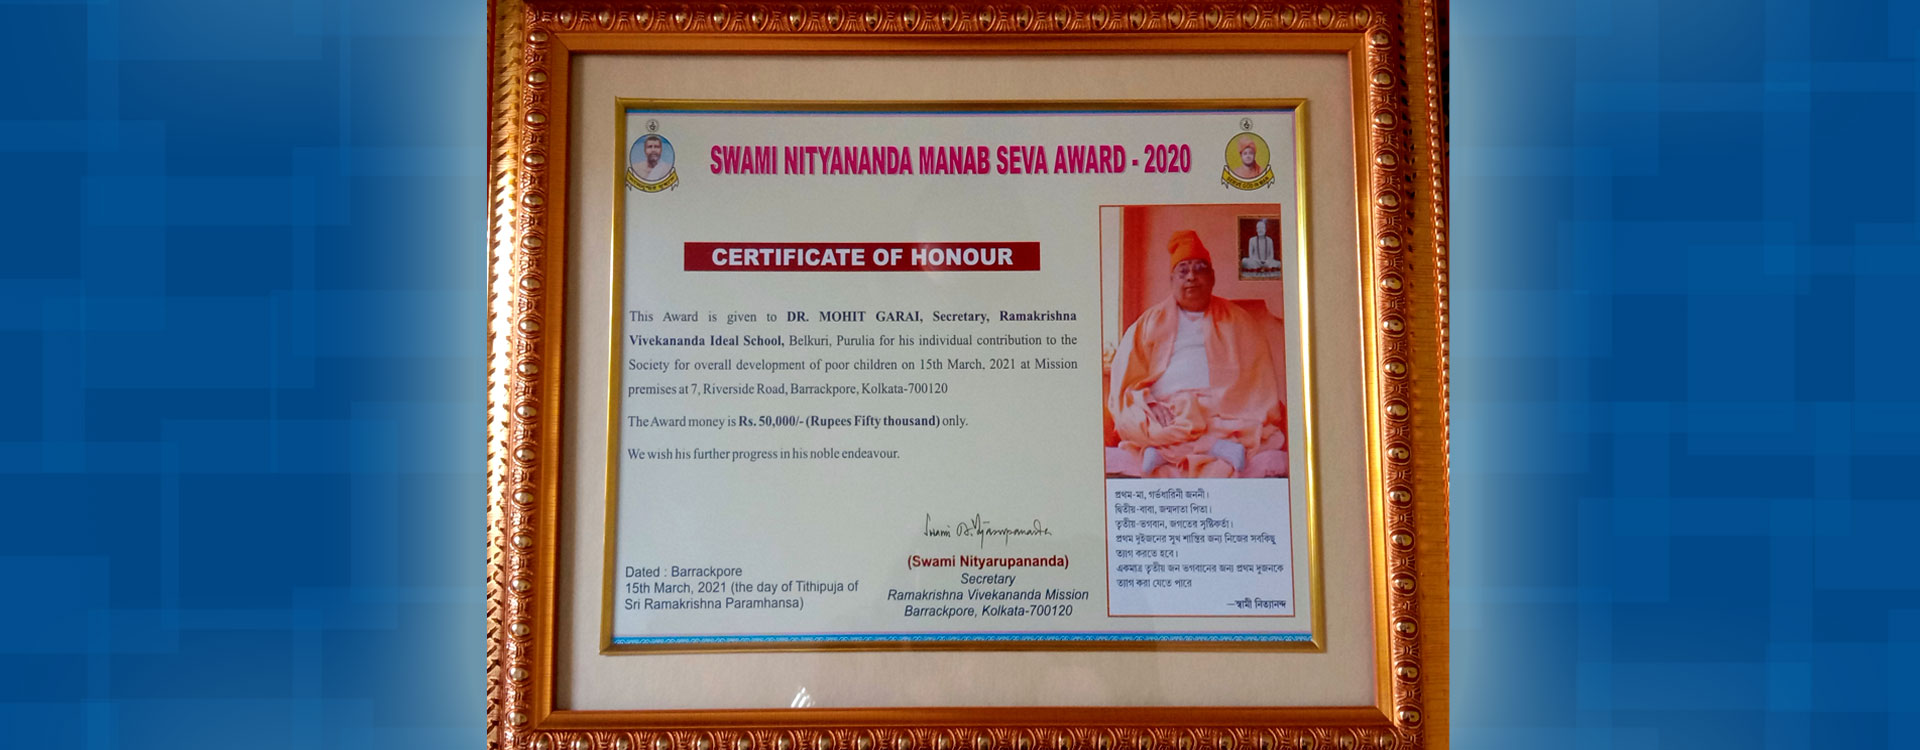 SWAMI NITYANANDA MANAB SEVA AWARD - 2020
CERTIFICATE OF HONOUR
This Award is given to DR. MOHIT GARAI, Secretary, Ramakrishna
Vivekananda Ideal School, Belkuri, Purulia for his individual contribution to the
Society for overall development of poor children on 15th March, 2021 at Mission
premises at 7, Riverside Road, Barrackpore, Kolkata-700120
The Award money is Rs. 50,000/- (Rupees Fifty thousand) only.
We wish his further progress in his noble endeavour.
Dated : Barrackpore
15th March, 2021 (the day of Tithipuja of
Sri Ramakrishna Paramhansa)
Swami
(Swami Nityarupananda)
Secretary
Ramakrishna Vivekananda Mission
Barrackpore, Kolkata-700120
প্রথম-মা, গর্ভধারিনী জননী।
দ্বিতীয়-বাবা, জন্মদাতা পিতা।
তৃতীয়-ভগবান, জগতের সৃষ্টিকর্তা।
প্রথম দুইজনের সুখ শান্তির জন্য নিজের সবকিছু
ত্যাগ করতে হবে।
একমাত্র তৃতীয় জন ভগবানের জন্য প্রথম দুজনকে
ত্যাগ করা যেতে পারে
—স্বামী নিত্যানন্দ